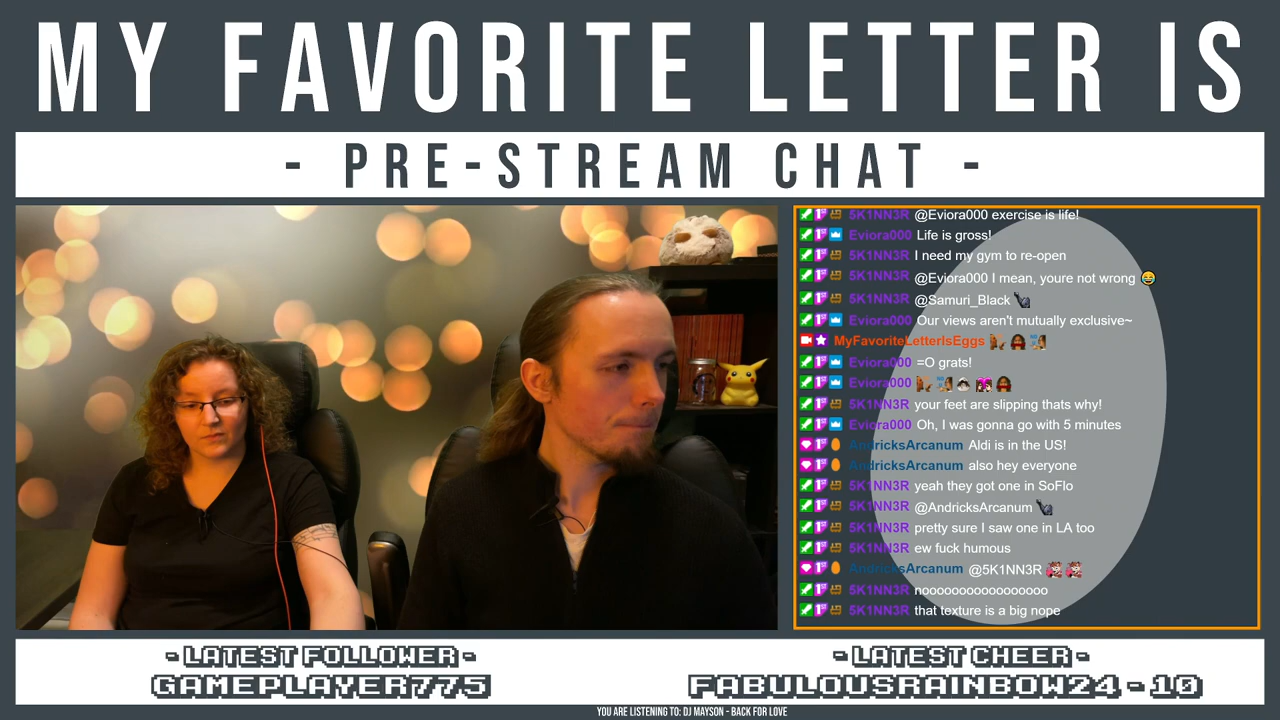 MY FAVORITE LETTER IS
- PRE-STREAM CHAT -
5K1NN3R @Eviora000 exercise is life!
Eviora000 Life is gross!
5K1NN3R I need my gym to re-open
5K1NN3R @Eviora000 I mean, youre not wrong
5K1NN3R @Samuri_Black
Eviora000 Our views aren't mutually exclusive~
MyFavoriteLetterIsEggs
Eviora000 =O grats!
Eviora000
5K1NN3R your feet are slipping thats why!
Eviora000 Oh, I was gonna go with 5 minutes
AndricksArcanum Aldi is in the US!
AndricksArcanum also hey everyone
5K1NN3R yeah they got one in SoFlo
5K1NN3R @AndricksArcanum
5K1NN3R pretty sure I saw one in LA too
5K1NN3R ew fuck humous
AndricksArcanum @5K1NN3R
5K1NN3R nooooooooooooooooo
5K1NN3R that texture is a big nope
- LATEST FOLLOWER -
GAMEPLAYER775
- LATEST CHEER -
FABULOUSRAINBOW24 - 10
YOU ARE LISTENING TO: DJ MAYSON - BACK FOR LOVE